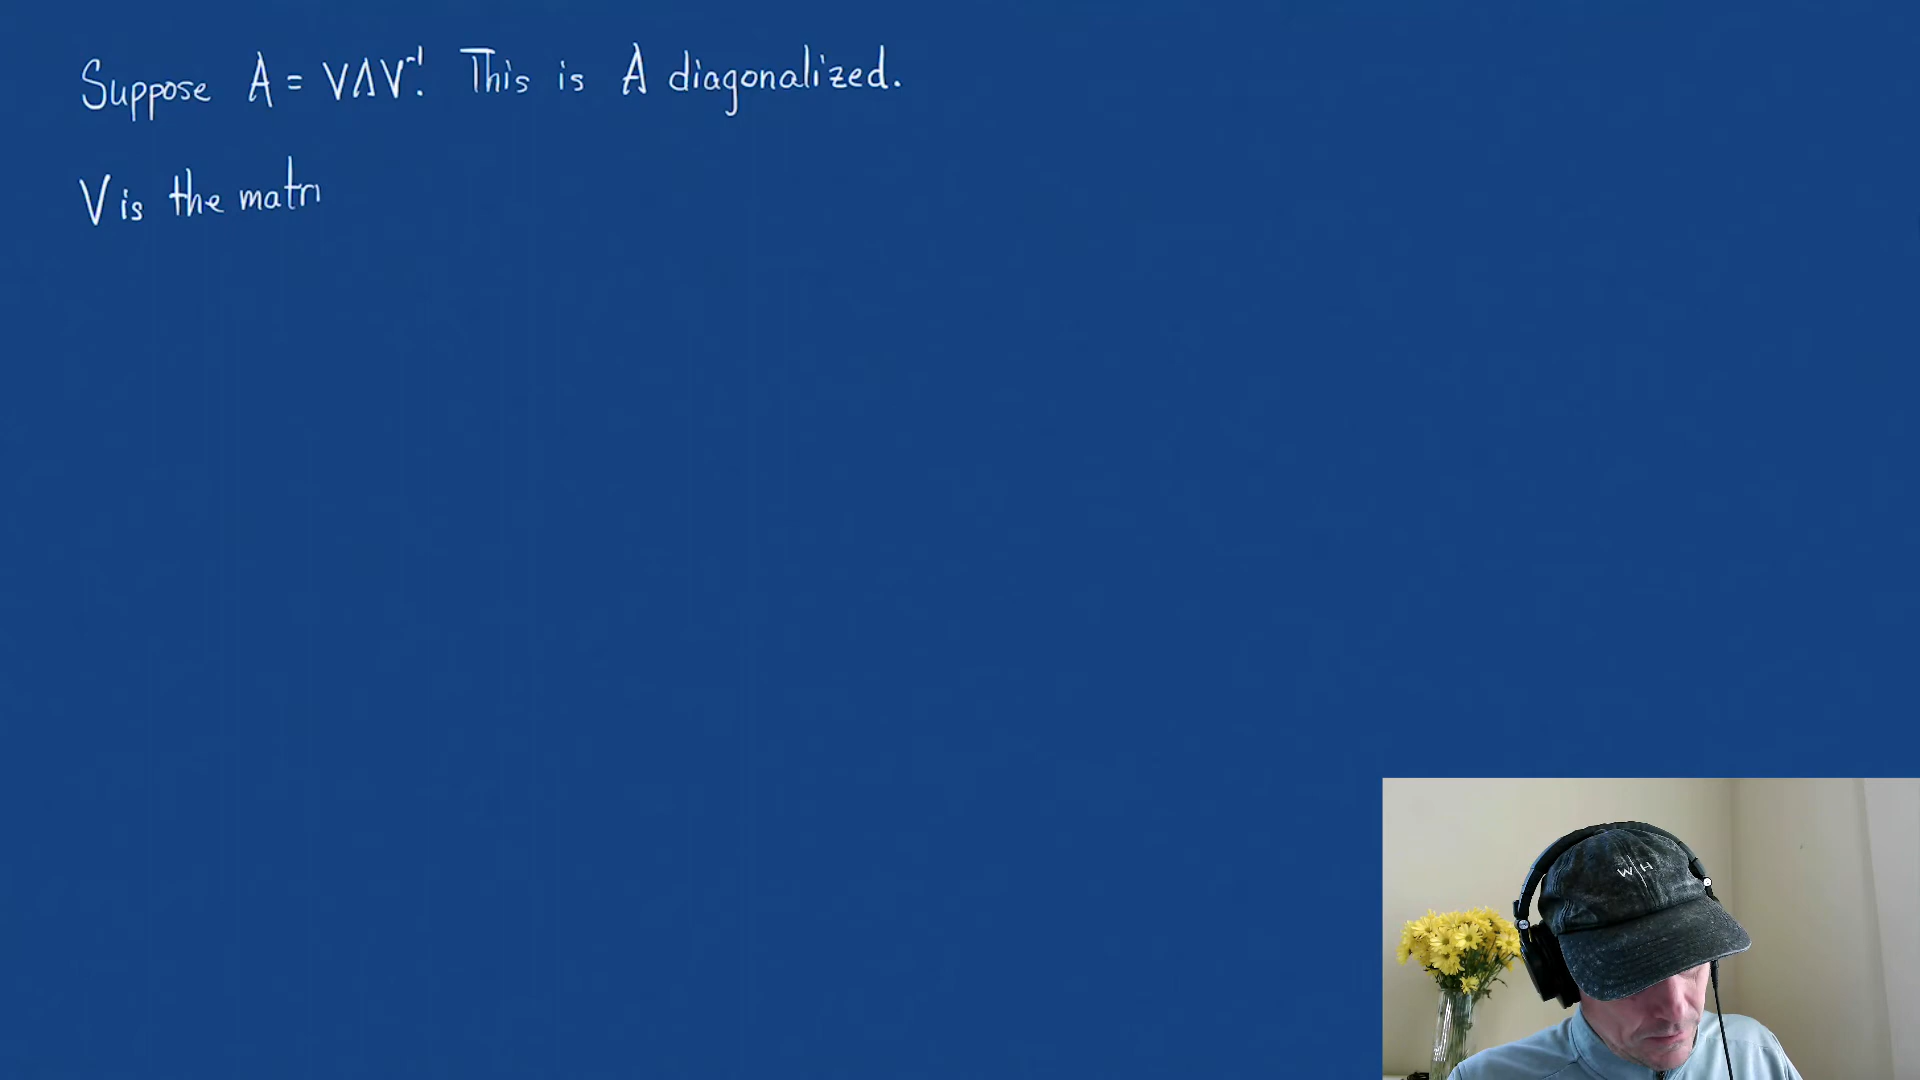 Suppose A = VΛV⁻¹. This is A diagonalized.
V is the matri
W|H